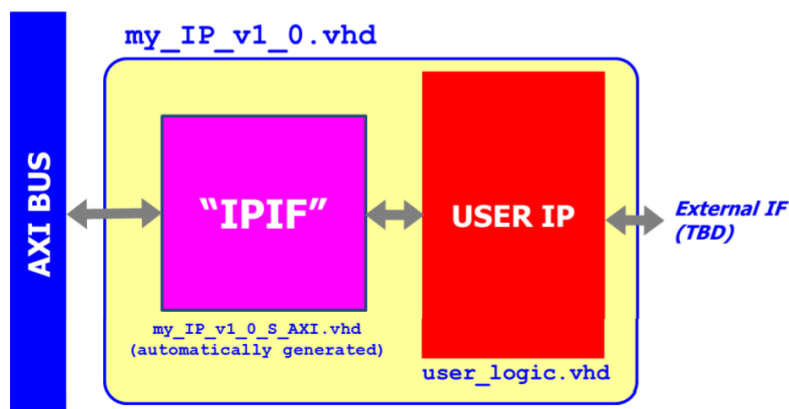 my_IP_v1_0.vhd
AXI BUS
“IPIF”
USER IP
External IF
(TBD)
my_IP_v1_0_S_AXI.vhd
(automatically generated)
user_logic.vhd